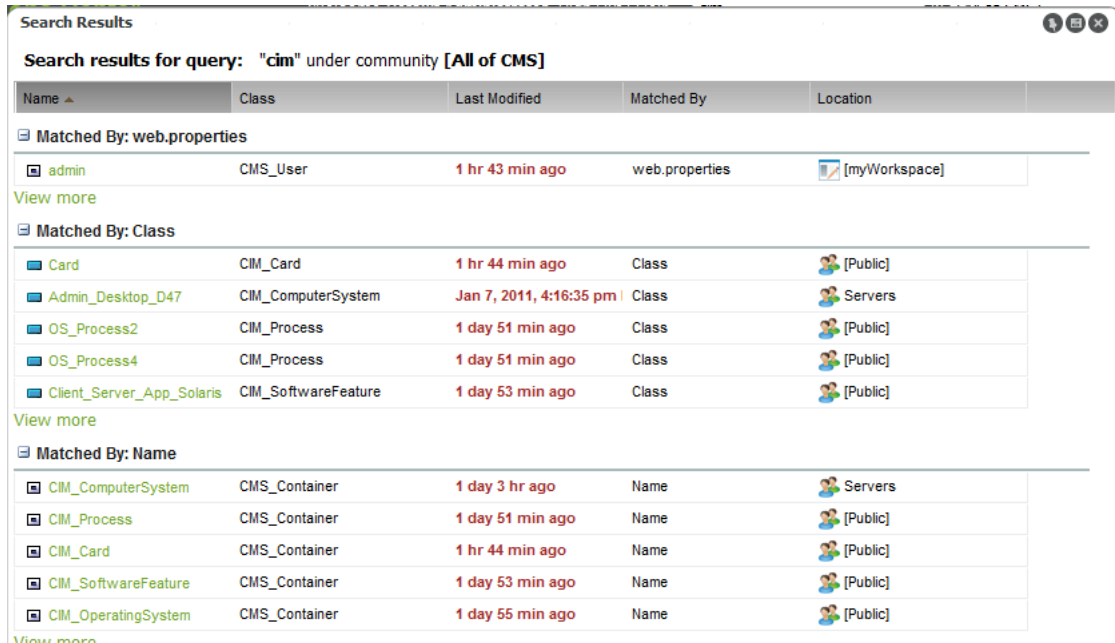 Search Results
Search results for query: "cim" under community [All of CMS]
Name Class Last Modified Matched By Location
Matched By: web.properties
admin CMS_User 1 hr 43 min ago web.properties [myWorkspace]
View more
Matched By: Class
Card CIM_Card 1 hr 44 min ago Class [Public]
Admin_Desktop_D47 CIM_ComputerSystem Jan 7, 2011, 4:16:35 pm Class Servers
OS_Process2 CIM_Process 1 day 51 min ago Class [Public]
OS_Process4 CIM_Process 1 day 51 min ago Class [Public]
Client_Server_App_Solaris CIM_SoftwareFeature 1 day 53 min ago Class [Public]
View more
Matched By: Name
CIM_ComputerSystem CMS_Container 1 day 3 hr ago Name Servers
CIM_Process CMS_Container 1 day 51 min ago Name [Public]
CIM_Card CMS_Container 1 hr 44 min ago Name [Public]
CIM_SoftwareFeature CMS_Container 1 day 53 min ago Name [Public]
CIM_OperatingSystem CMS_Container 1 day 55 min ago Name [Public]
View more